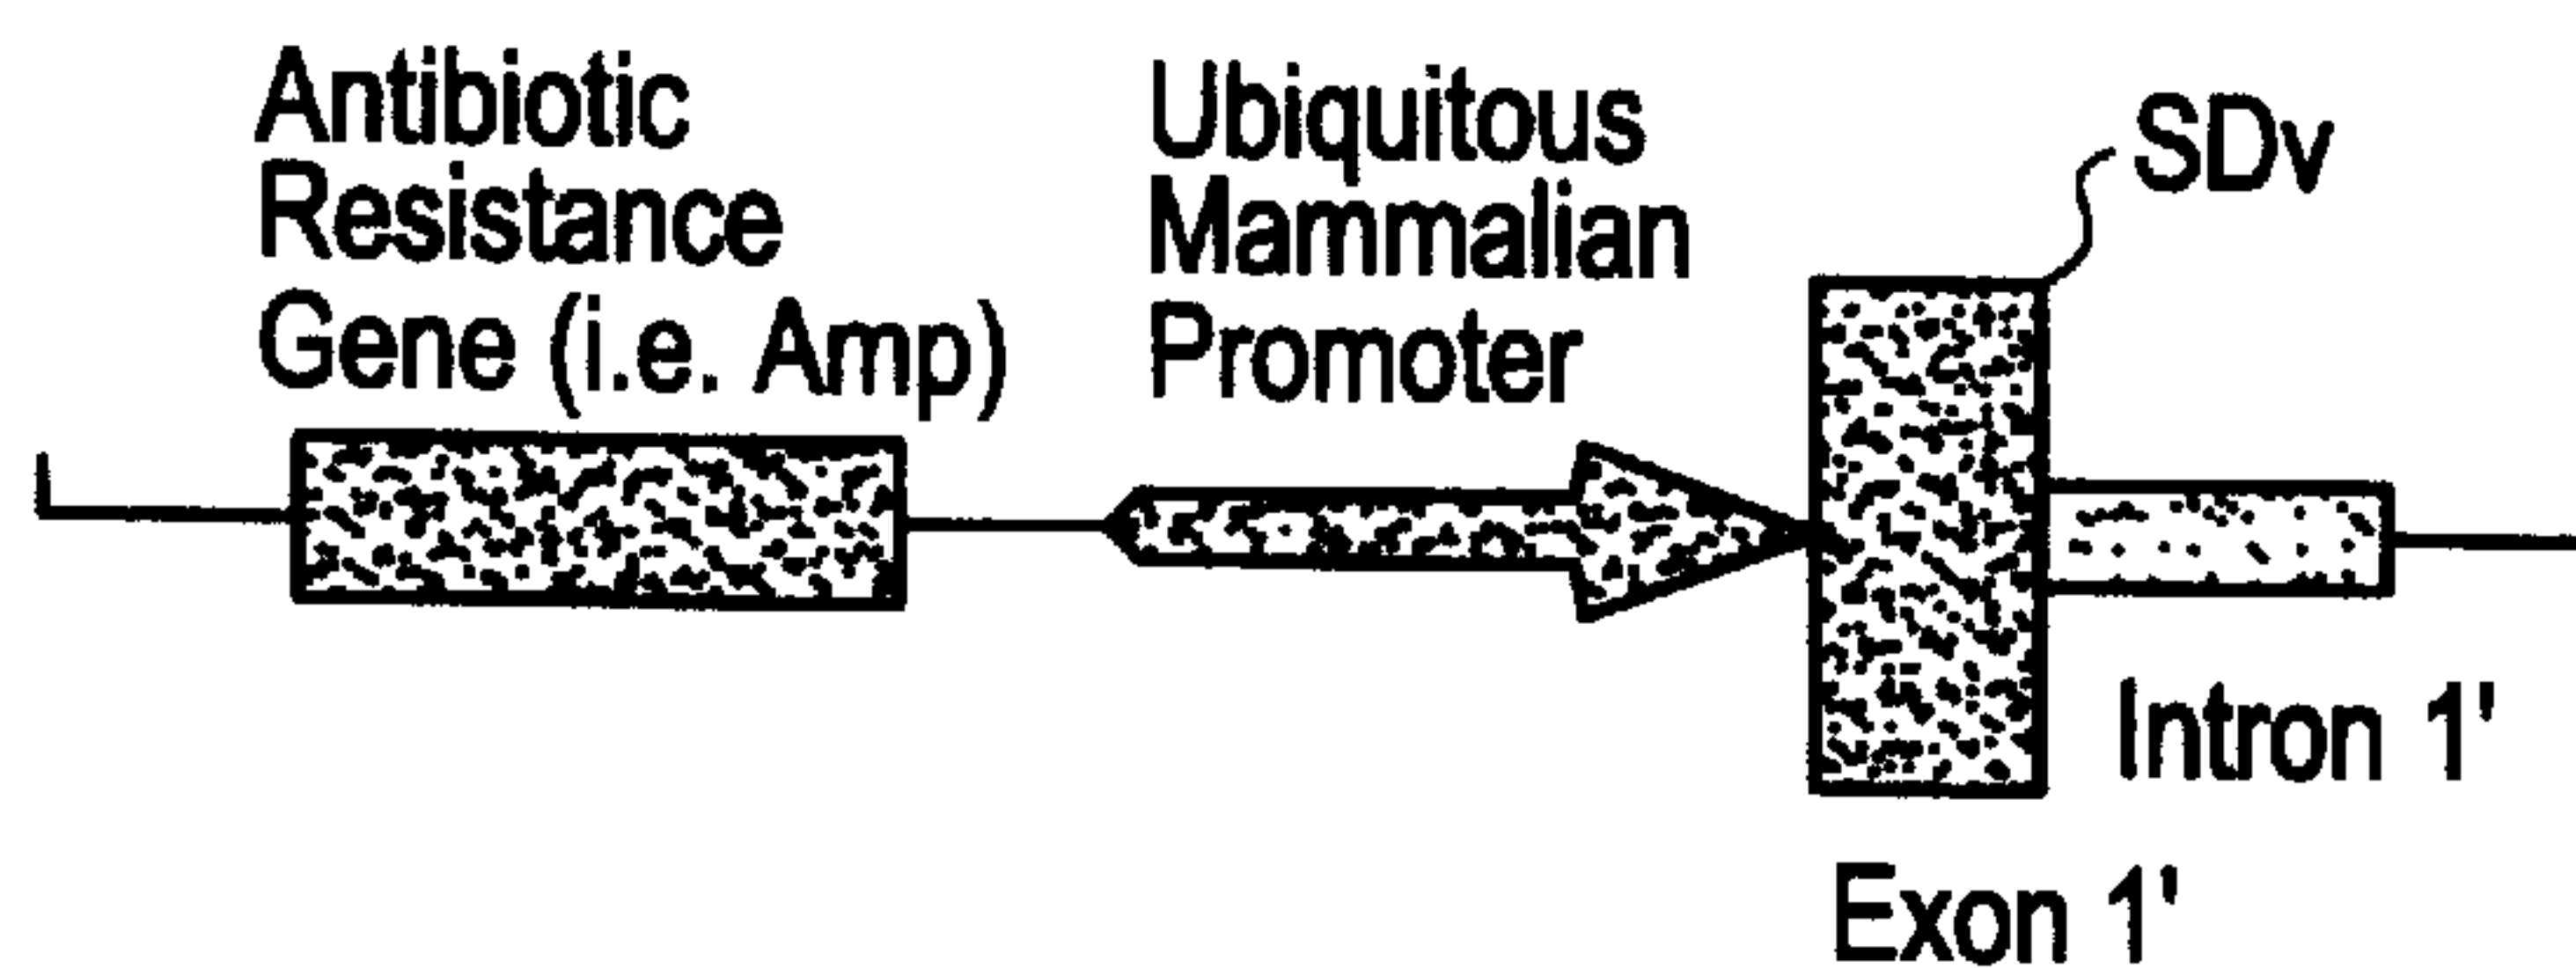 Antibiotic
Resistance
Gene (i.e. Amp)
Ubiquitous
Mammalian
Promoter
SDv
Intron 1'
Exon 1'